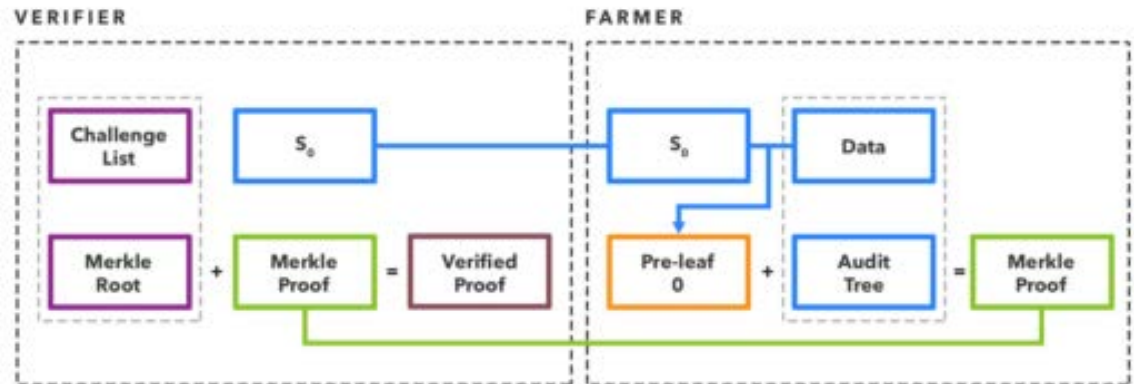 VERIFIER
FARMER
Challenge
List
S₀
S₀
Data
Merkle
Root
+
Merkle
Proof
=
Verified
Proof
Pre-leaf
0
+
Audit
Tree
=
Merkle
Proof